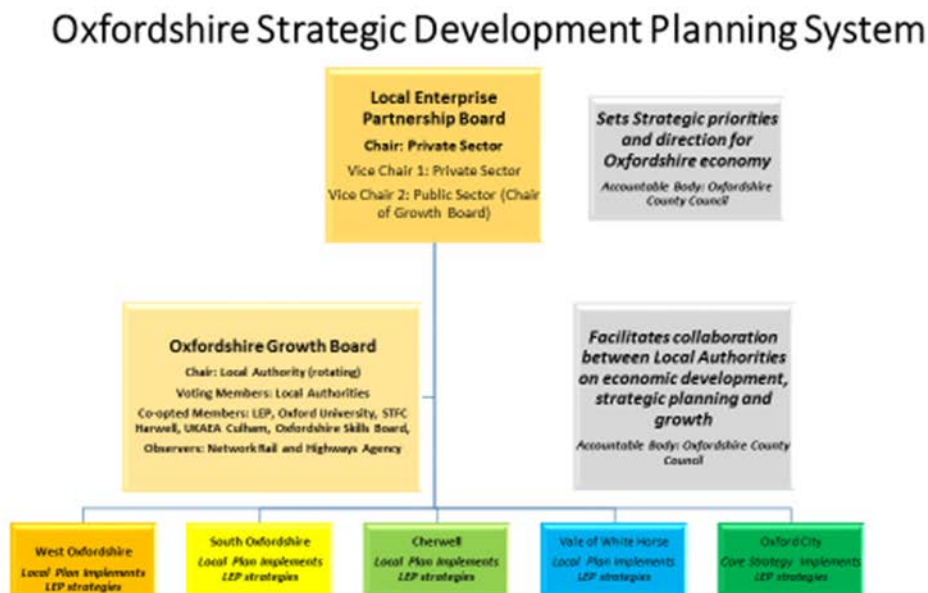 Oxfordshire Strategic Development Planning System
Local Enterprise
Partnership Board
Chair: Private Sector
Vice Chair 1: Private Sector
Vice Chair 2: Public Sector (Chair
of Growth Board)
Sets Strategic priorities
and direction for
Oxfordshire economy
Accountable Body: Oxfordshire
County Council
Oxfordshire Growth Board
Chair: Local Authority (rotating)
Voting Members: Local Authorities
Co-opted Members: LEP, Oxford University, STFC
Harwell, UKAEA Culham, Oxfordshire Skills Board,
Observers: Network Rail and Highways Agency
Facilitates collaboration
between Local Authorities
on economic development,
strategic planning and
growth
Accountable Body: Oxfordshire County
Council
West Oxfordshire
Local Plan Implements
LEP strategies
South Oxfordshire
Local Plan Implements
LEP strategies
Cherwell
Local Plan Implements
LEP strategies
Vale of White Horse
Local Plan Implements
LEP strategies
Oxford City
Core Strategy Implements
LEP strategies